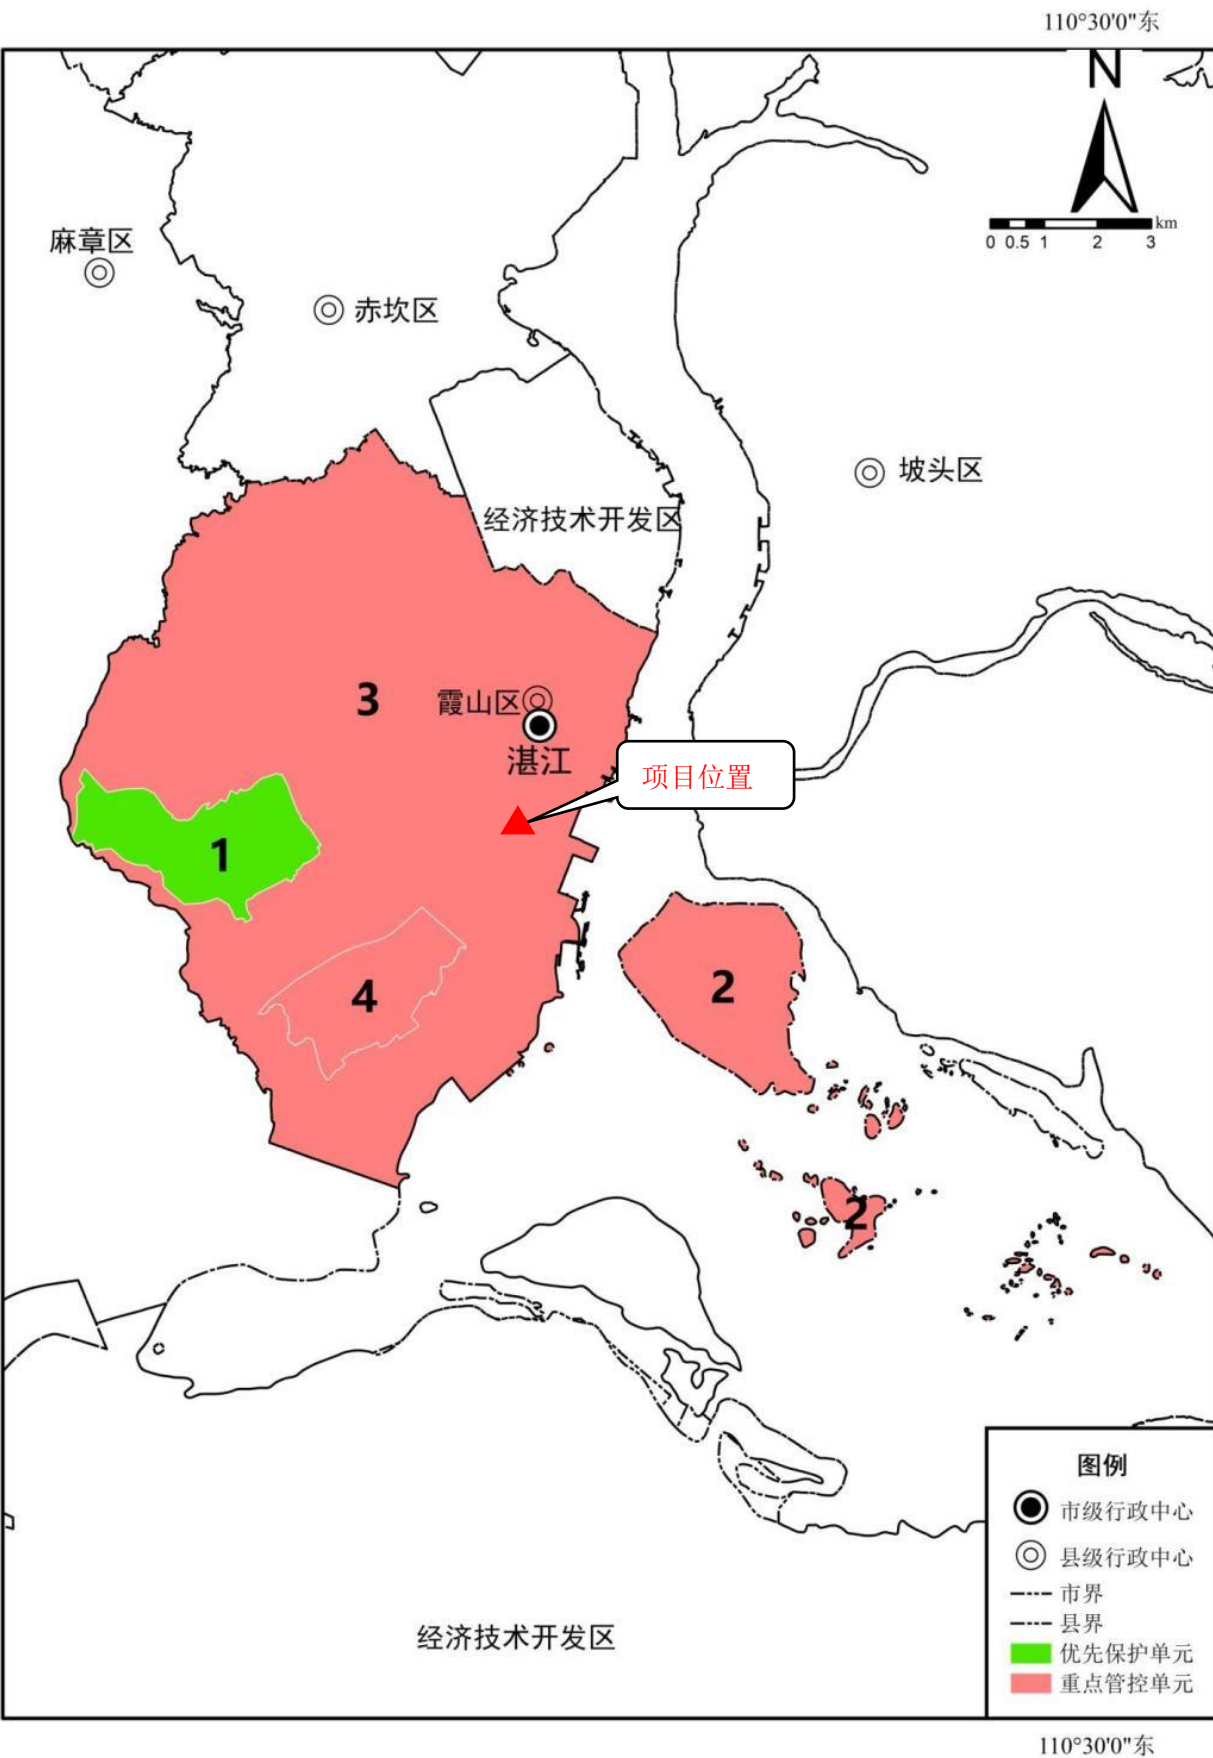 110°30'0"东
N
km
0 0.5 1 2 3
麻章区
赤坎区
坡头区
经济技术开发区
3
霞山区
湛江
项目位置
1
2
4
2
图例
市级行政中心
县级行政中心
市界
县界
优先保护单元
重点管控单元
经济技术开发区
110°30'0"东